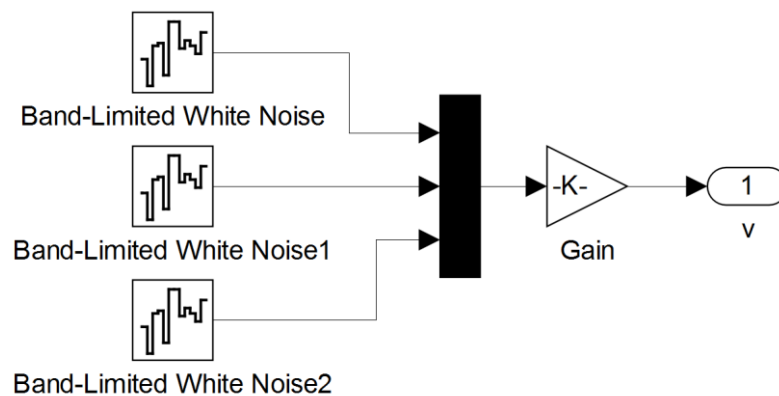 Band-Limited White Noise
Band-Limited White Noise1
-K-
1
Gain
v
Band-Limited White Noise2